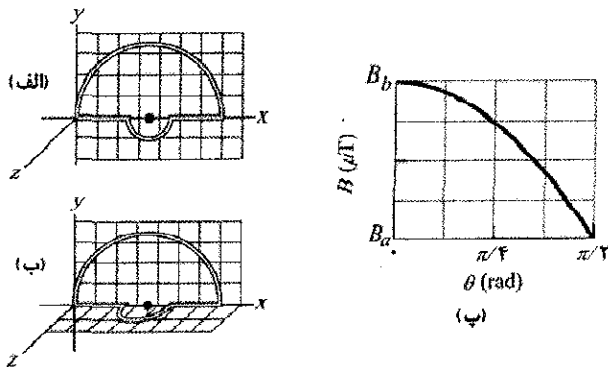 y
(الف)
x
z
y
(ب)
x
z
B_b
B (μT)
B_a
π/۴
π/۲
θ (rad)
(پ)